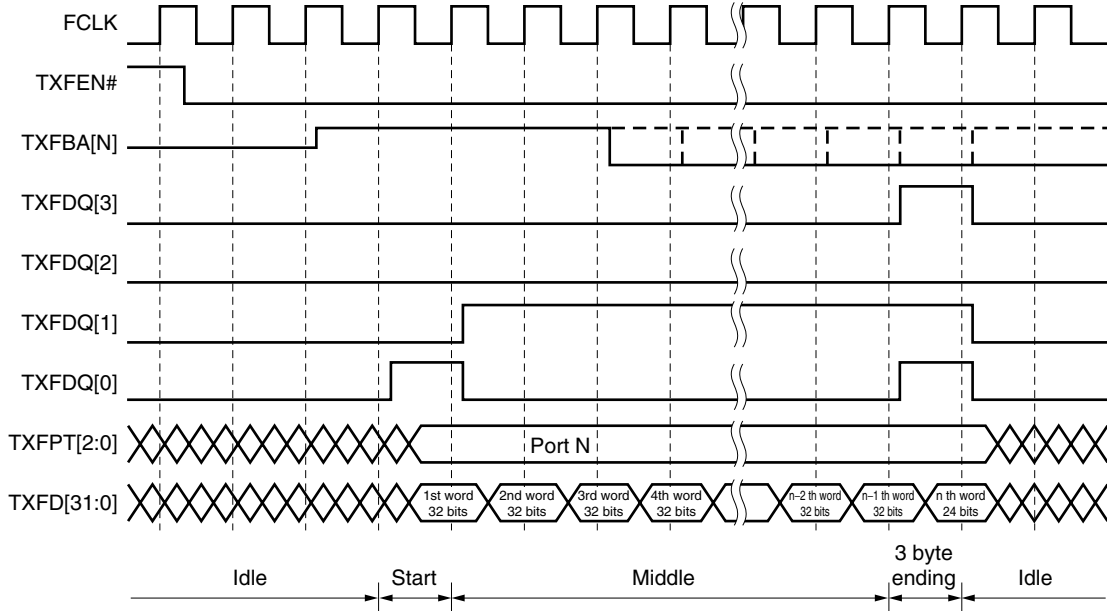 FCLK
TXFEN#
TXFBA[N]
TXFDQ[3]
TXFDQ[2]
TXFDQ[1]
TXFDQ[0]
TXFPT[2:0]
Port N
TXFD[31:0]
1st word
32 bits
2nd word
32 bits
3rd word
32 bits
4th word
32 bits
n–2 th word
32 bits
n–1 th word
32 bits
n th word
24 bits
Idle
Start
Middle
3 byte
ending
Idle